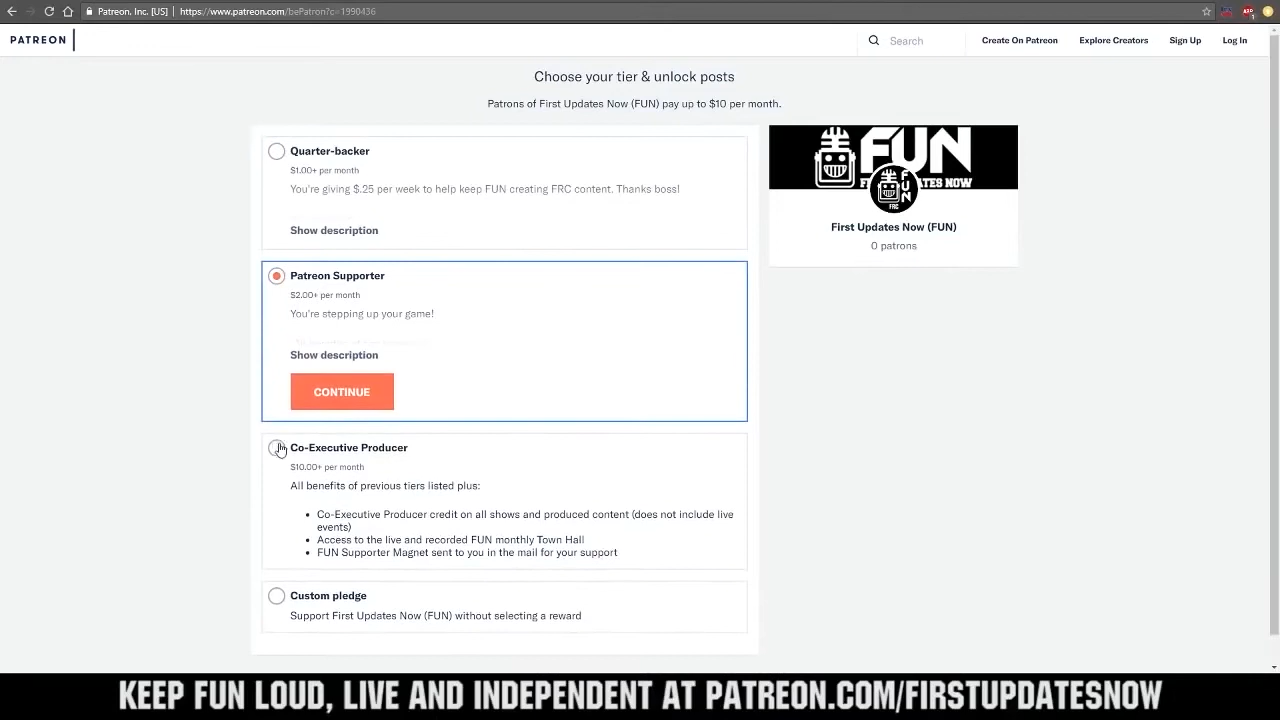 Patreon, Inc. [US] | https://www.patreon.com/bePatron?c=1990436
PATREON
Search
Create On Patreon
Explore Creators
Sign Up
Log In
Choose your tier & unlock posts
Patrons of First Updates Now (FUN) pay up to $10 per month.
Quarter-backer
$1.00+ per month
You're giving $.25 per week to help keep FUN creating FRC content. Thanks boss!
Show description
Patreon Supporter
$2.00+ per month
You're stepping up your game!
Show description
CONTINUE
Co-Executive Producer
$10.00+ per month
All benefits of previous tiers listed plus:
• Co-Executive Producer credit on all shows and produced content (does not include live
events)
• Access to the live and recorded FUN monthly Town Hall
• FUN Supporter Magnet sent to you in the mail for your support
Custom pledge
Support First Updates Now (FUN) without selecting a reward
FUN
FUN
FRC
First Updates Now (FUN)
0 patrons
KEEP FUN LOUD, LIVE AND INDEPENDENT AT PATREON.COM/FIRSTUPDATESNOW